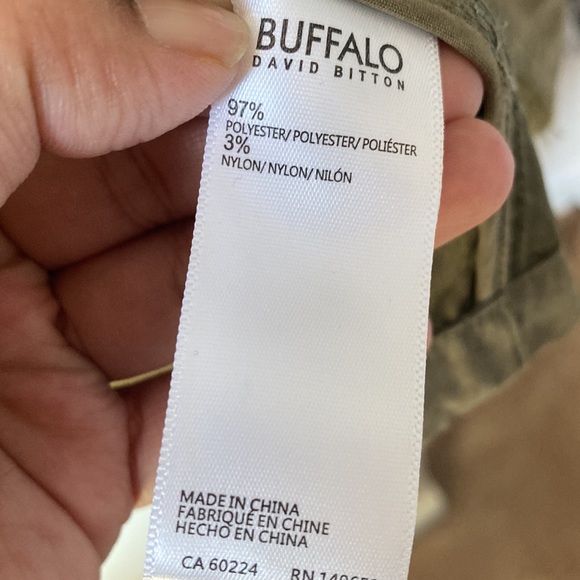 BUFFALO
DAVID BITTON
97%
POLYESTER/ POLYESTER/ POLIÉSTER
3%
NYLON/ NYLON/ NILÓN
MADE IN CHINA
FABRIQUÉ EN CHINE
HECHO EN CHINA
CA 60224 RN